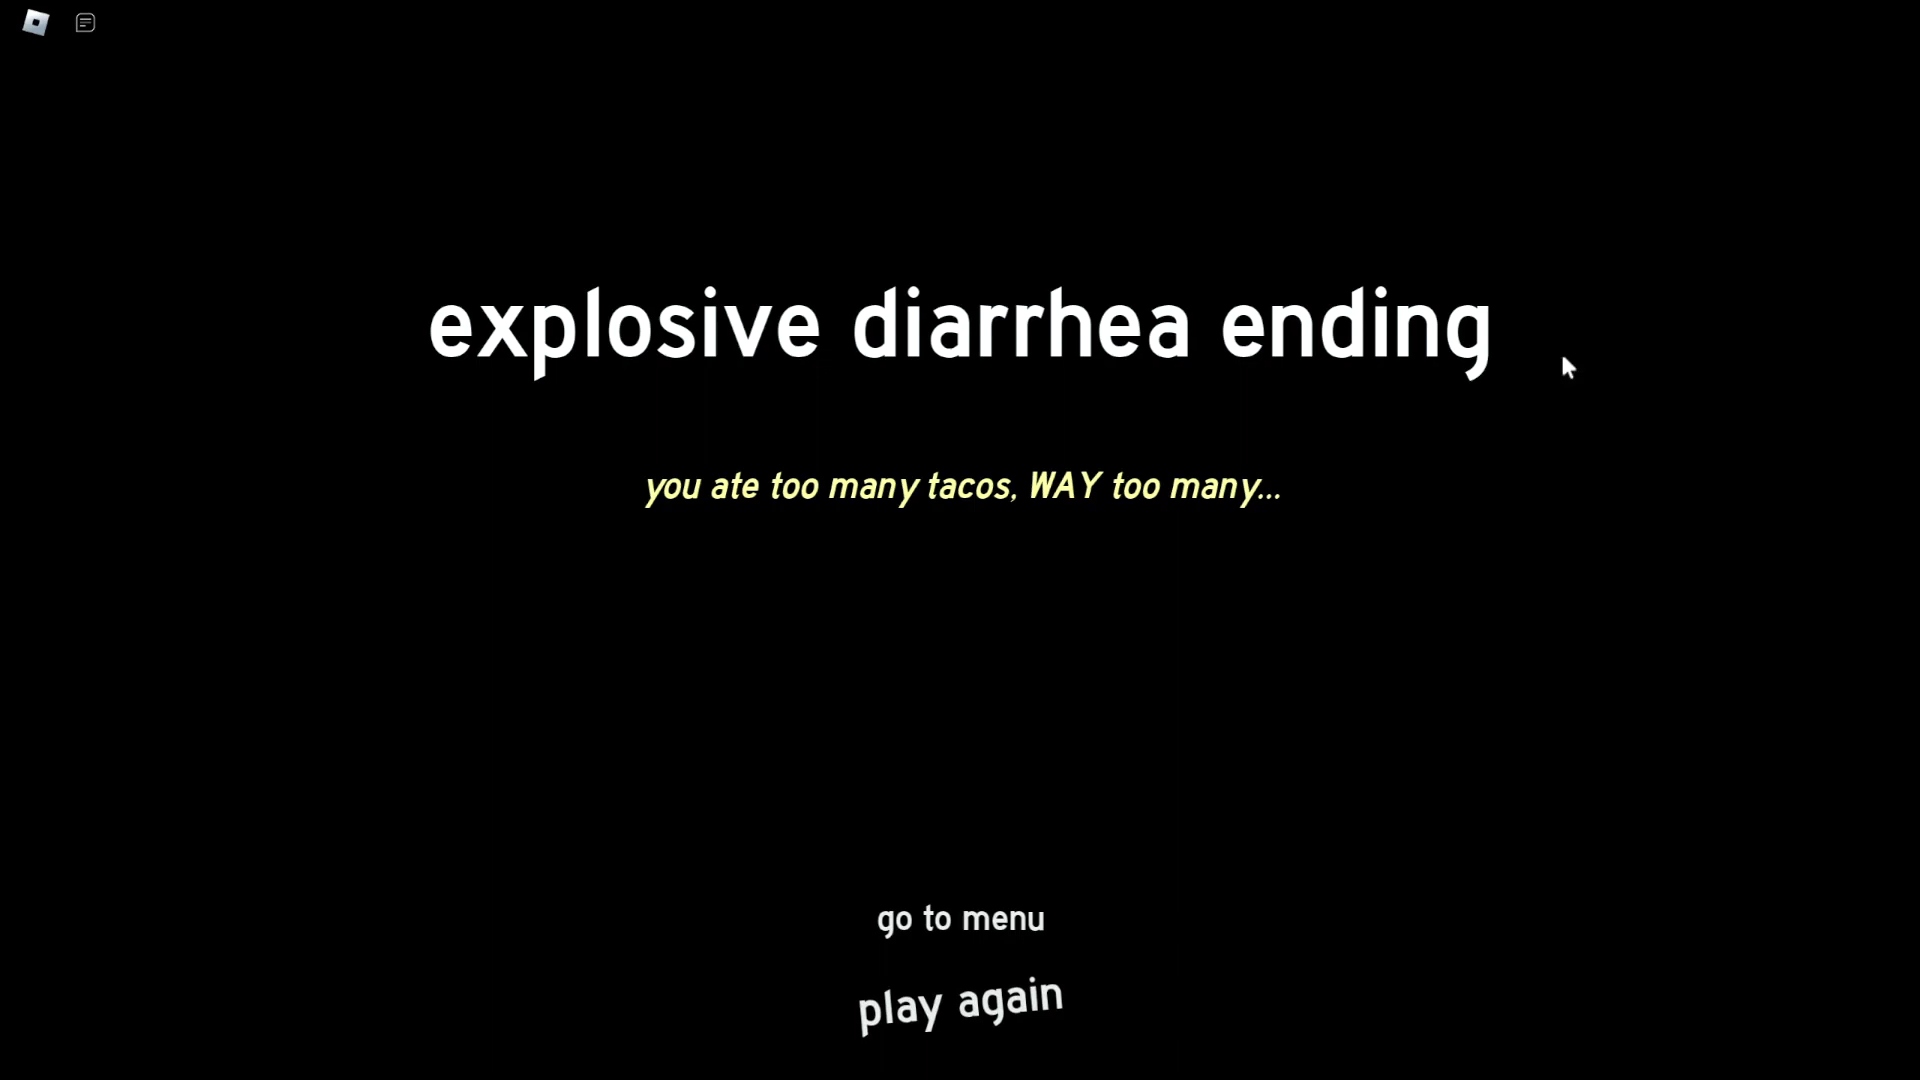 explosive diarrhea ending
you ate too many tacos, WAY too many...
go to menu
play again